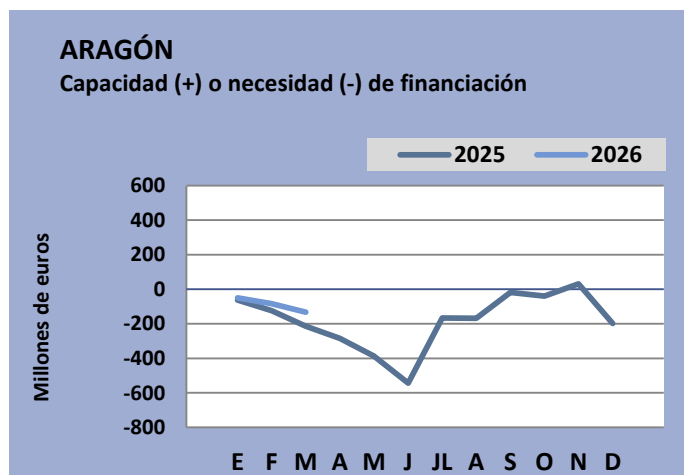 ARAGÓN
Capacidad (+) o necesidad (-) de financiación
2025 2026
Millones de euros
600
400
200
0
-200
-400
-600
-800
E F M A M J JL A S O N D